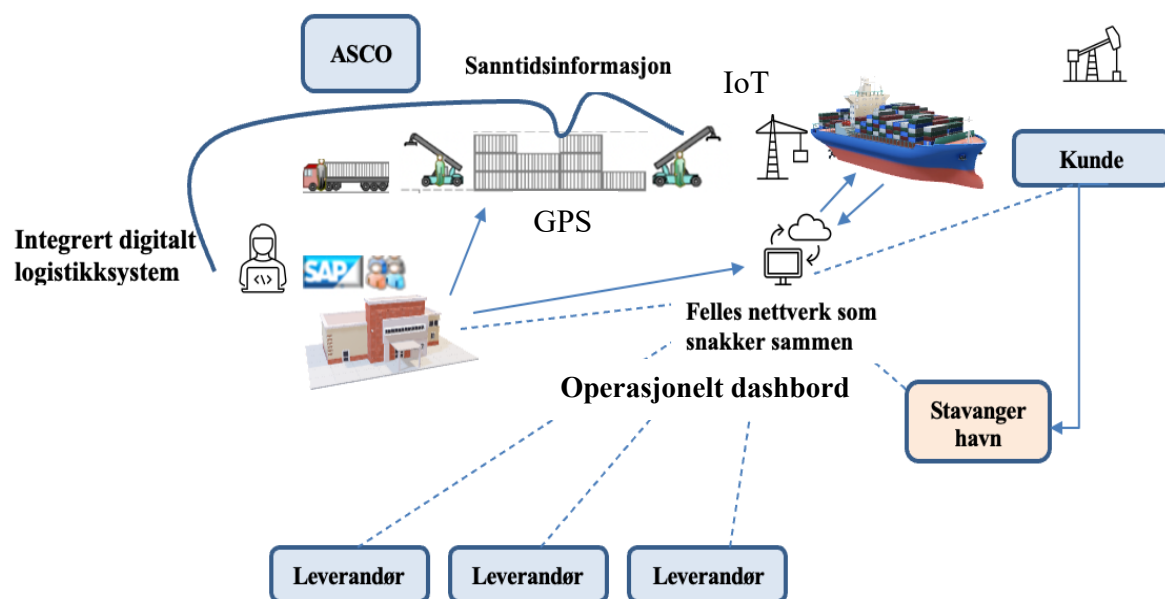 ASCO
Sanntidsinformasjon
IoT
Kunde
GPS
Integrert digitalt
logistikksystem
SAP
Felles nettverk som
snakker sammen
Operasjonelt dashbord
Stavanger
havn
Leverandør
Leverandør
Leverandør